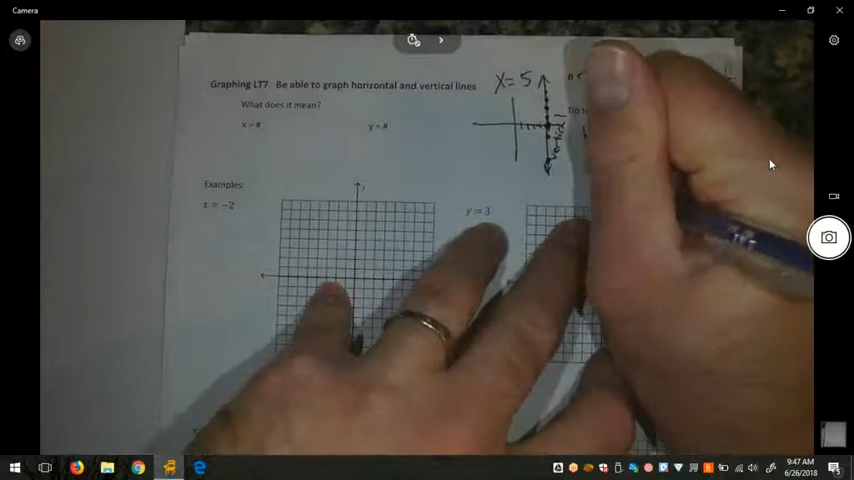 Camera
Graphing LT7 Be able to graph horizontal and vertical lines
X=5
What does it mean?
x = #
y = #
vertical
Examples:
x = −2
y = 3
y
9:47 AM
6/26/2018